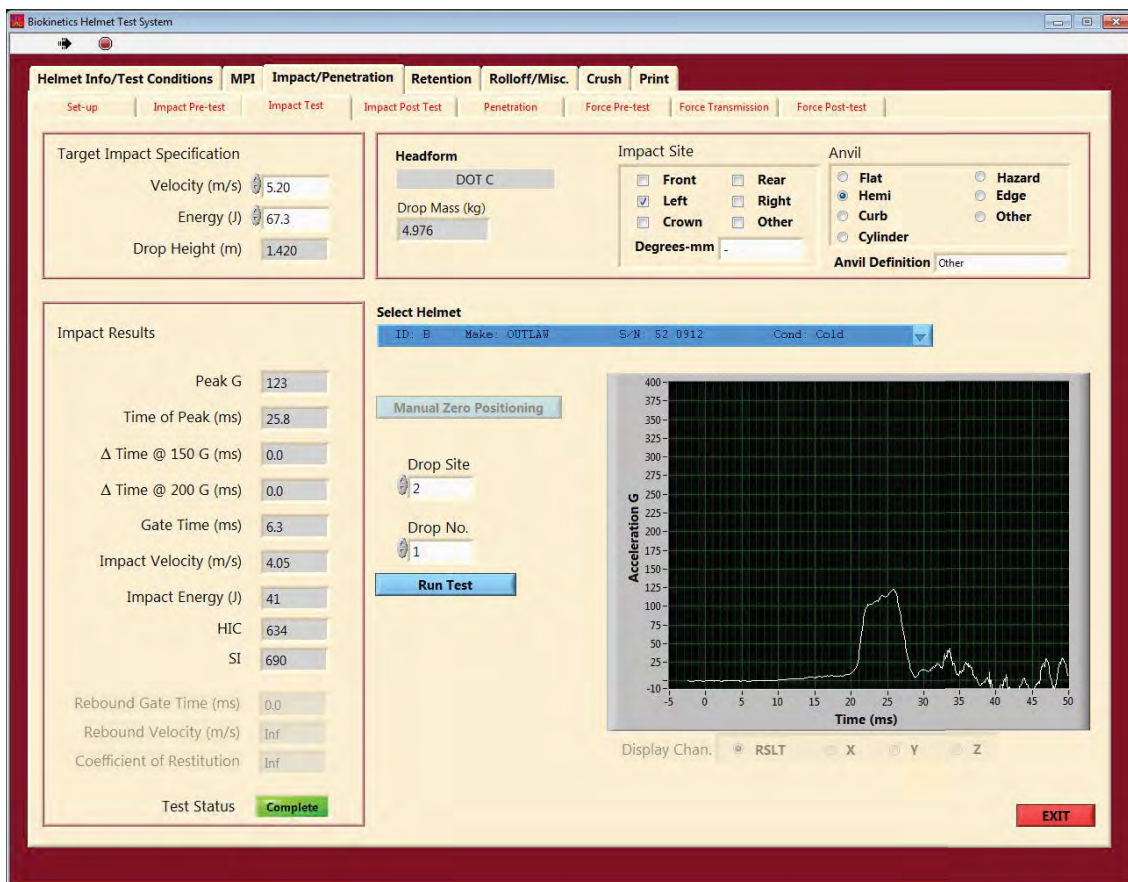 Biokinetics Helmet Test System
Helmet Info/Test Conditions MPI Impact/Penetration Retention Rolloff/Misc. Crush Print
Set-up Impact Pre-test Impact Test Impact Post Test Penetration Force Pre-test Force Transmission Force Post-test
Target Impact Specification
Velocity (m/s) 5.20
Energy (J) 67.3
Drop Height (m) 1.420
Headform
DOT C
Drop Mass (kg)
4.976
Impact Site
Front Rear
Left Right
Crown Other
Degrees-mm -
Anvil
Flat Hazard
Hemi Edge
Curb Other
Cylinder
Anvil Definition Other
Select Helmet
ID: B Make: OUTLAW S/N 52 0912 Cond: Cold
Impact Results
Peak G 123
Time of Peak (ms) 25.8
Δ Time @ 150 G (ms) 0.0
Δ Time @ 200 G (ms) 0.0
Gate Time (ms) 6.3
Impact Velocity (m/s) 4.05
Impact Energy (J) 41
HIC 634
SI 690
Rebound Gate Time (ms) 0.0
Rebound Velocity (m/s) Inf
Coefficient of Restitution Inf
Test Status Complete
Manual Zero Positioning
Drop Site
2
Drop No.
1
Run Test
Acceleration G
400
375
350
325
300
275
250
225
200
175
150
125
100
75
50
25
-10
-5 0 5 10 15 20 25 30 35 40 45 50
Time (ms)
Display Chan. RSLT X Y Z
EXIT